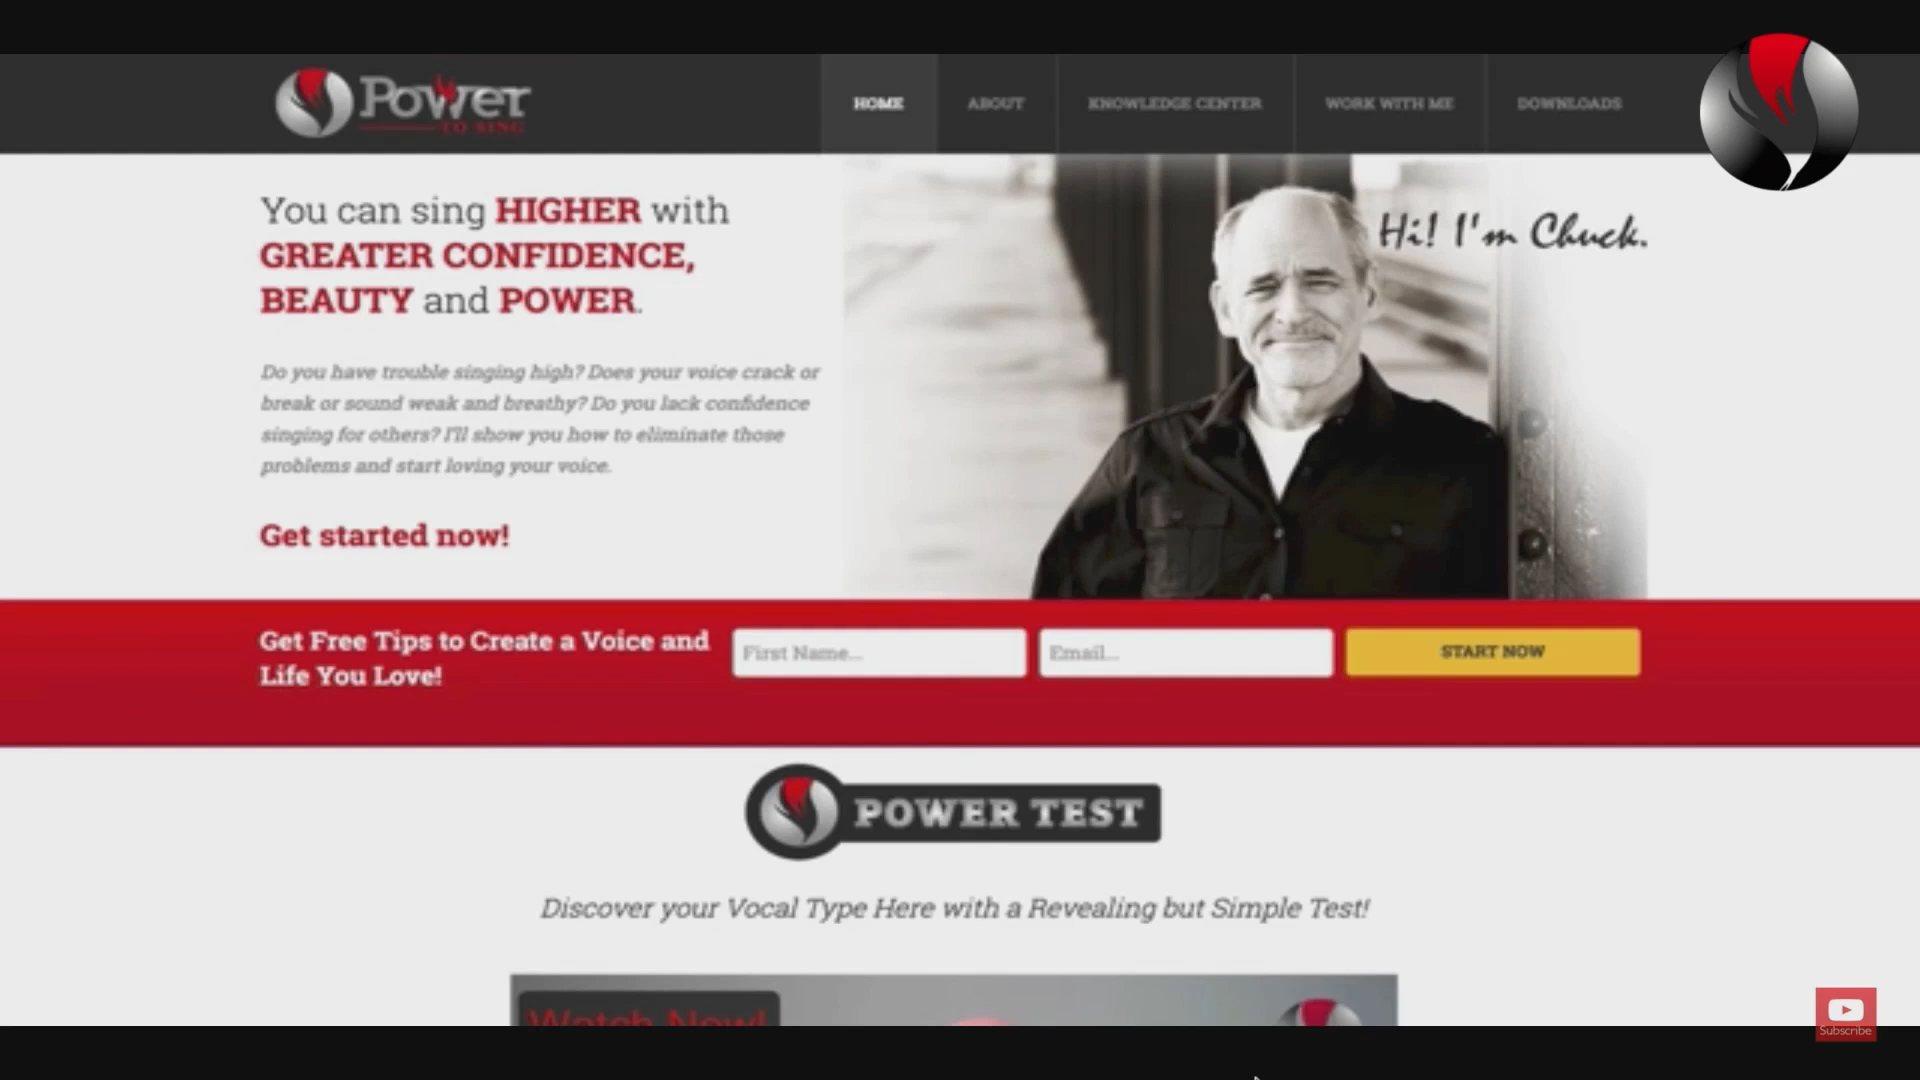 Power
TO SING
HOME
ABOUT
KNOWLEDGE CENTER
WORK WITH ME
DOWNLOADS
You can sing HIGHER with
GREATER CONFIDENCE,
BEAUTY and POWER.
Hi! I'm Chuck.
Do you have trouble singing high? Does your voice crack or
break or sound weak and breathy? Do you lack confidence
singing for others? I'll show you how to eliminate those
problems and start loving your voice.
Get started now!
Get Free Tips to Create a Voice and
Life You Love!
First Name...
Email...
START NOW
POWER TEST
Discover your Vocal Type Here with a Revealing but Simple Test!
Watch Now!
Subscribe